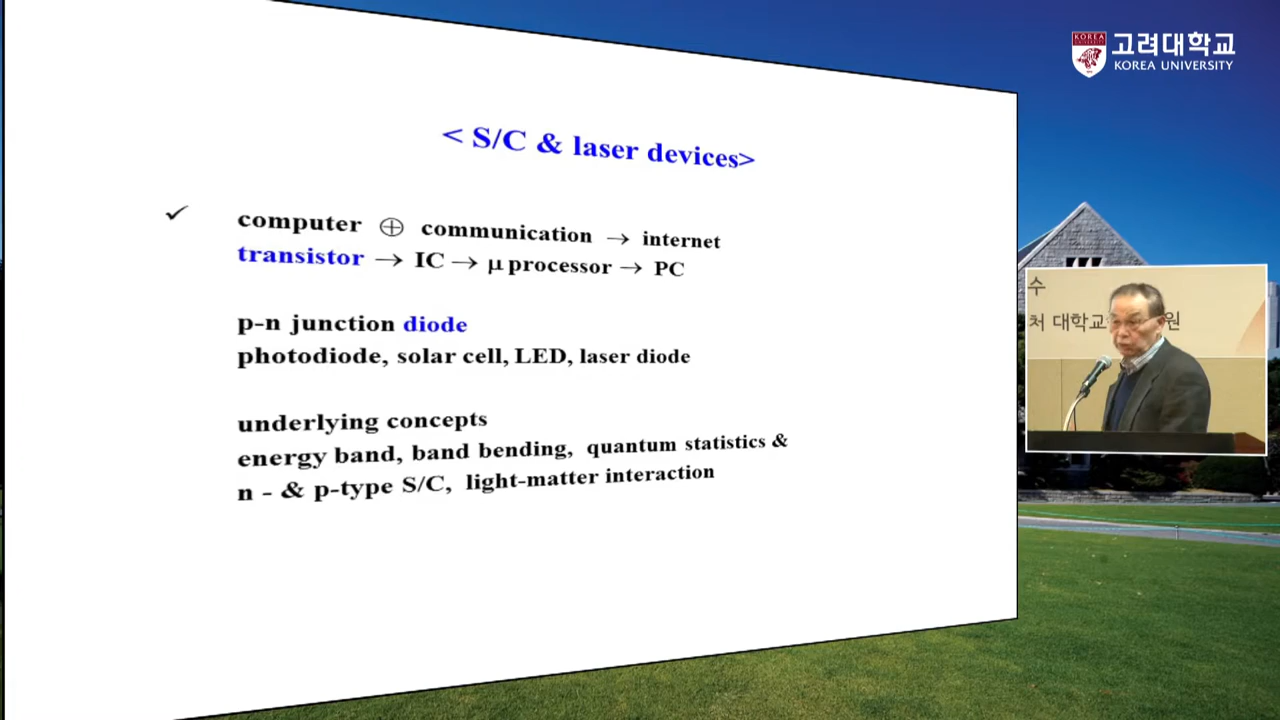 < S/C & laser devices>
✓ computer ⊕ communication → internet
transistor → IC → μ processor → PC
p-n junction diode
photodiode, solar cell, LED, laser diode
underlying concepts
energy band, band bending, quantum statistics &
n - & p-type S/C, light-matter interaction
KOREA
UNIVERSITY
고려대학교
KOREA UNIVERSITY
수
처 대학교
원